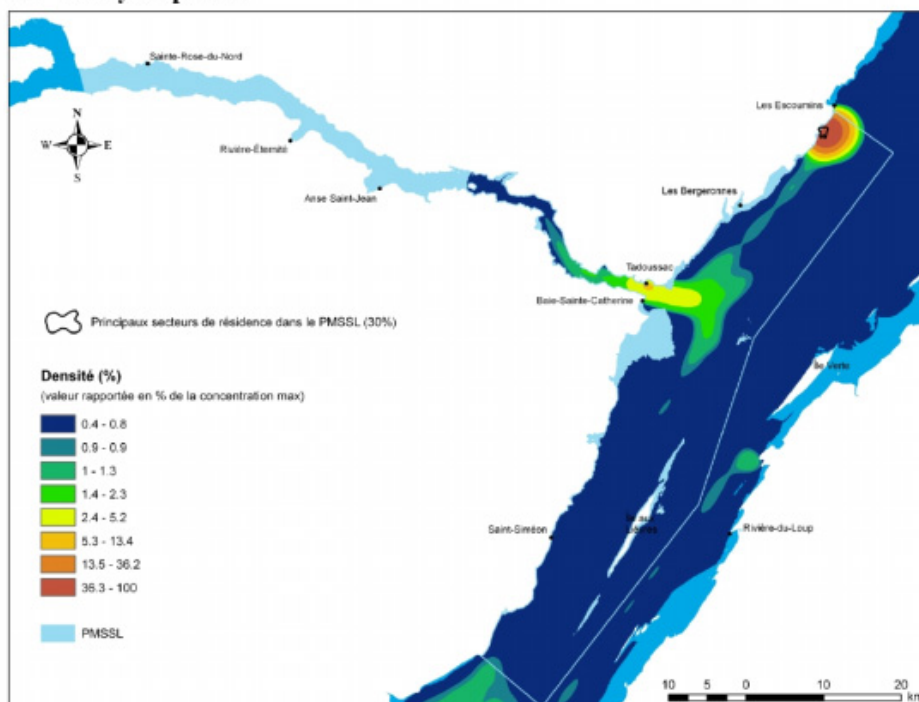 Sainte-Rose-du-Nord
Les Escoumins
N
W E
S
Rivière-Éternité
Anse Saint-Jean
Les Bergeronnes
Tadoussac
Baie-Sainte-Catherine
Principaux secteurs de résidence dans le PMSSL (30%)
Île Verte
Densité (%)
(valeur rapportée en % de la concentration max)
0.4 - 0.8
0.9 - 0.9
1 - 1.3
1.4 - 2.3
2.4 - 5.2
5.3 - 13.4
13.5 - 36.2
36.3 - 100
PMSSL
Île aux
Lièvres
Saint-Siméon
Rivière-du-Loup
10 5 0 10 20
km